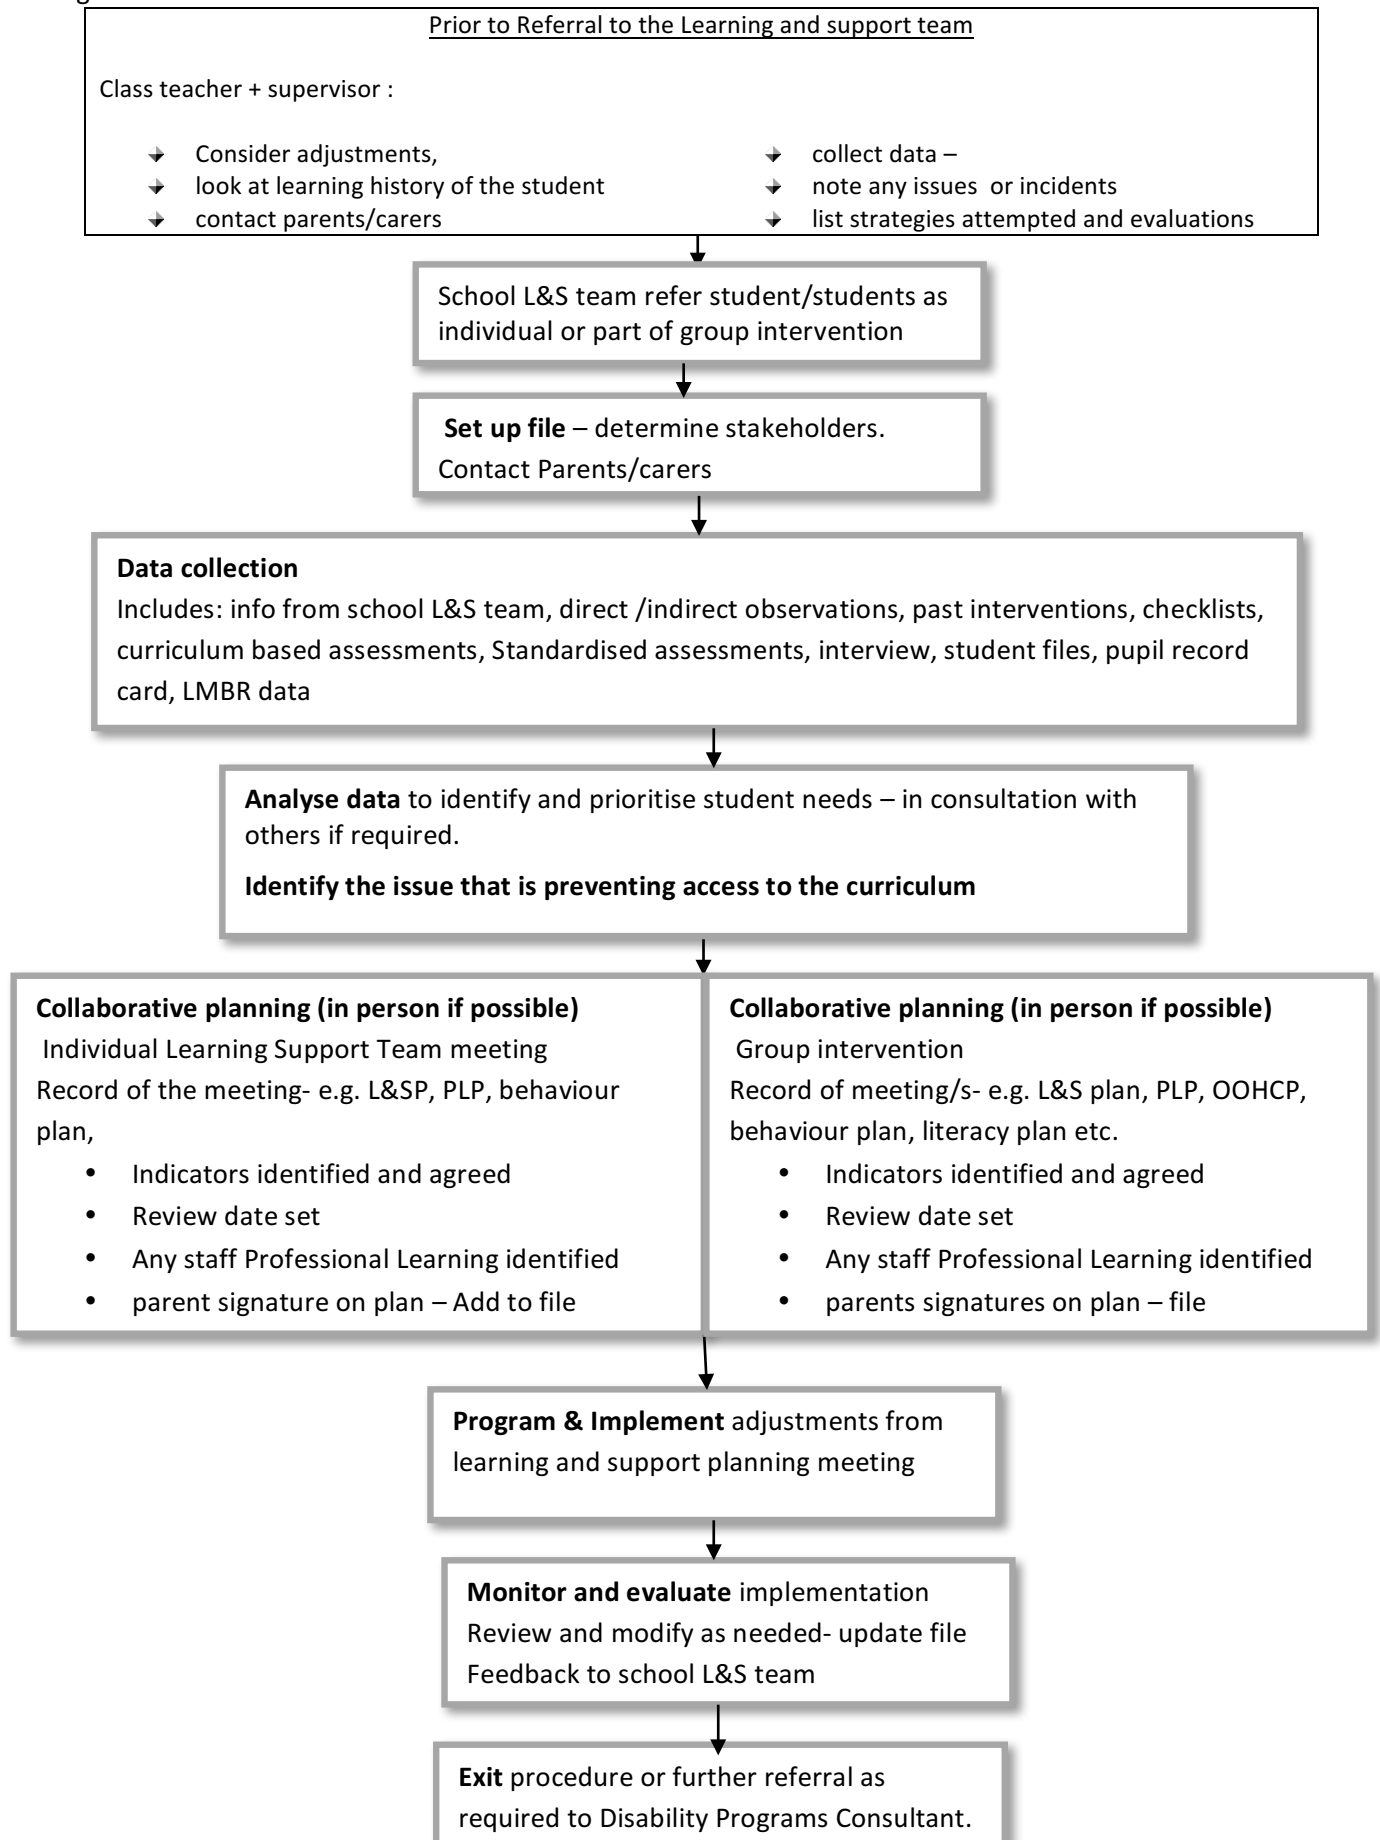 Prior to Referral to the Learning and support team
Class teacher + supervisor :
Consider adjustments,
look at learning history of the student
contact parents/carers
collect data –
note any issues  or incidents
list strategies attempted and evaluations
School L&S team refer student/students as
individual or part of group intervention
Set up file – determine stakeholders.
Contact Parents/carers
Data collection
Includes: info from school L&S team, direct /indirect observations, past interventions, checklists,
curriculum based assessments, Standardised assessments, interview, student files, pupil record
card, LMBR data
Analyse data to identify and prioritise student needs – in consultation with
others if required.
Identify the issue that is preventing access to the curriculum
Collaborative planning (in person if possible)
Individual Learning Support Team meeting
Record of the meeting- e.g. L&SP, PLP, behaviour
plan,
• Indicators identified and agreed
• Review date set
• Any staff Professional Learning identified
• parent signature on plan – Add to file
Collaborative planning (in person if possible)
Group intervention
Record of meeting/s- e.g. L&S plan, PLP, OOHCP,
behaviour plan, literacy plan etc.
• Indicators identified and agreed
• Review date set
• Any staff Professional Learning identified
• parents signatures on plan – file
Program & Implement adjustments from
learning and support planning meeting
Monitor and evaluate implementation
Review and modify as needed- update file
Feedback to school L&S team
Exit procedure or further referral as
required to Disability Programs Consultant.